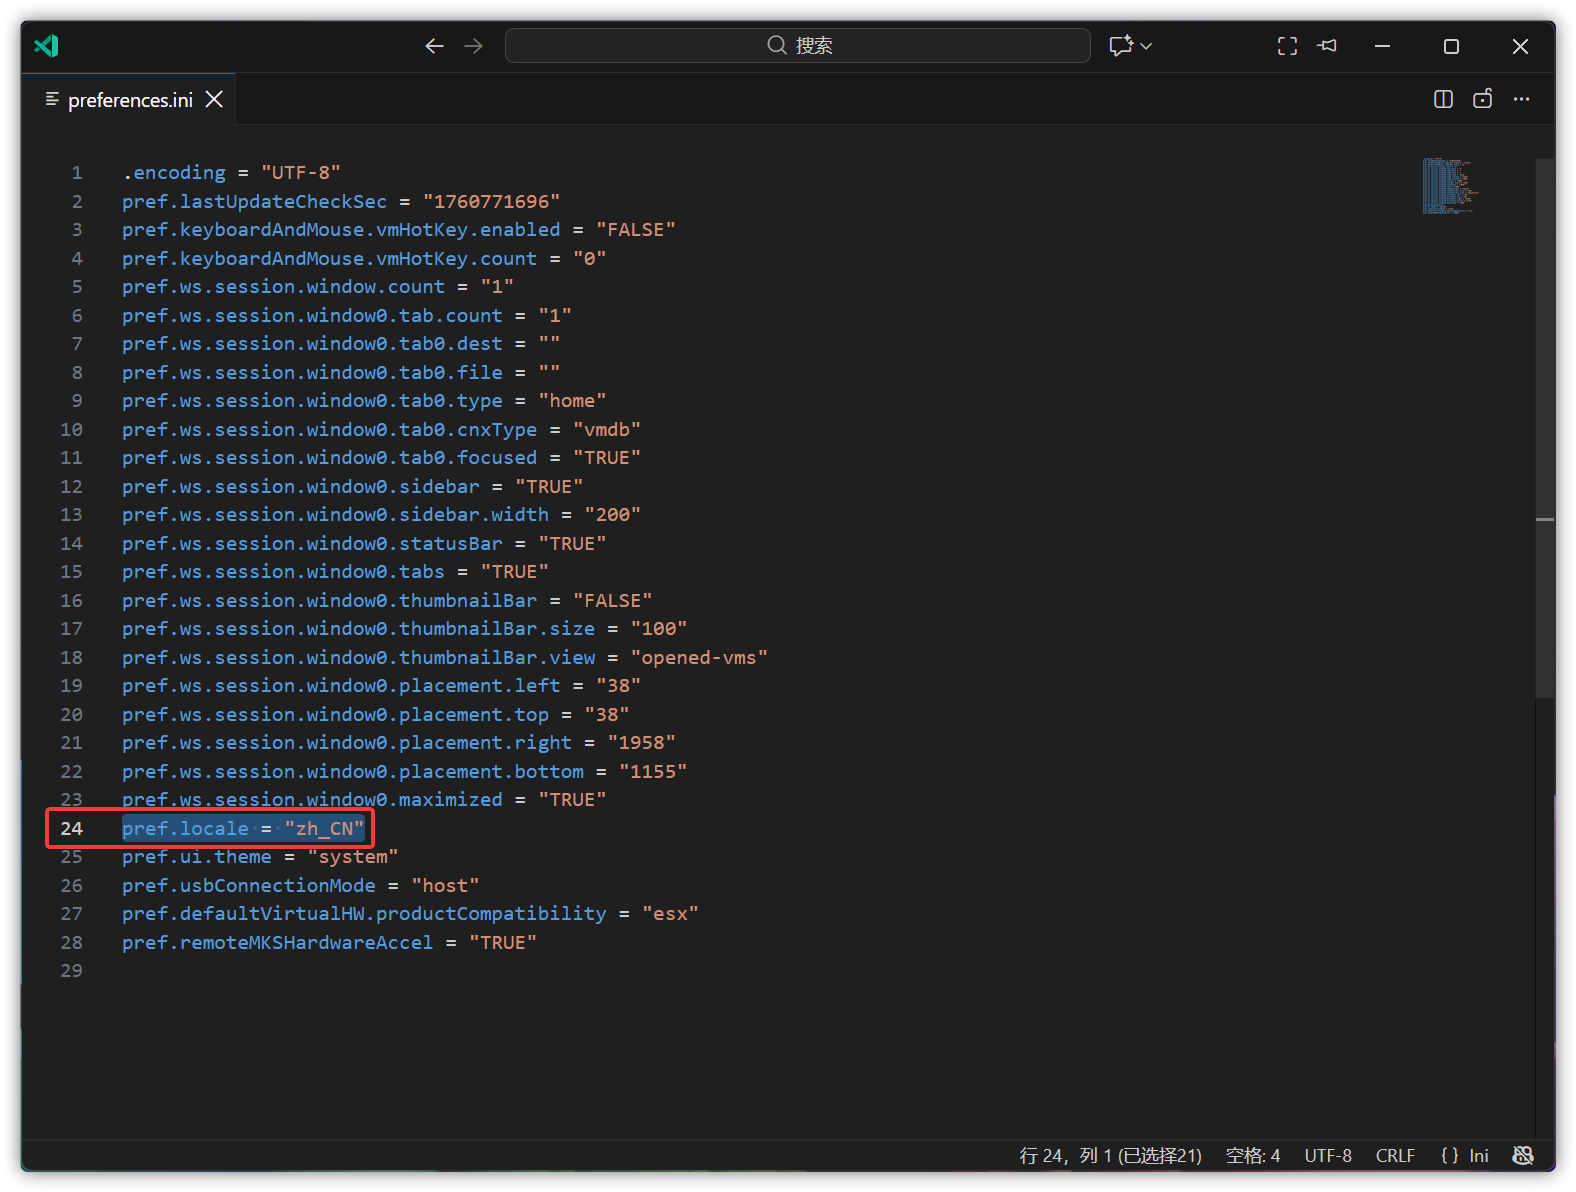 搜索
preferences.ini
1 .encoding = "UTF-8"
2 pref.lastUpdateCheckSec = "1760771696"
3 pref.keyboardAndMouse.vmHotKey.enabled = "FALSE"
4 pref.keyboardAndMouse.vmHotKey.count = "0"
5 pref.ws.session.window.count = "1"
6 pref.ws.session.window0.tab.count = "1"
7 pref.ws.session.window0.tab0.dest = ""
8 pref.ws.session.window0.tab0.file = ""
9 pref.ws.session.window0.tab0.type = "home"
10 pref.ws.session.window0.tab0.cnxType = "vmdb"
11 pref.ws.session.window0.tab0.focused = "TRUE"
12 pref.ws.session.window0.sidebar = "TRUE"
13 pref.ws.session.window0.sidebar.width = "200"
14 pref.ws.session.window0.statusBar = "TRUE"
15 pref.ws.session.window0.tabs = "TRUE"
16 pref.ws.session.window0.thumbnailBar = "FALSE"
17 pref.ws.session.window0.thumbnailBar.size = "100"
18 pref.ws.session.window0.thumbnailBar.view = "opened-vms"
19 pref.ws.session.window0.placement.left = "38"
20 pref.ws.session.window0.placement.top = "38"
21 pref.ws.session.window0.placement.right = "1958"
22 pref.ws.session.window0.placement.bottom = "1155"
23 pref.ws.session.window0.maximized = "TRUE"
24 pref.locale = "zh_CN"
25 pref.ui.theme = "system"
26 pref.usbConnectionMode = "host"
27 pref.defaultVirtualHW.productCompatibility = "esx"
28 pref.remoteMKSHardwareAccel = "TRUE"
29
行 24，列 1 (已选择21) 空格: 4 UTF-8 CRLF { } Ini